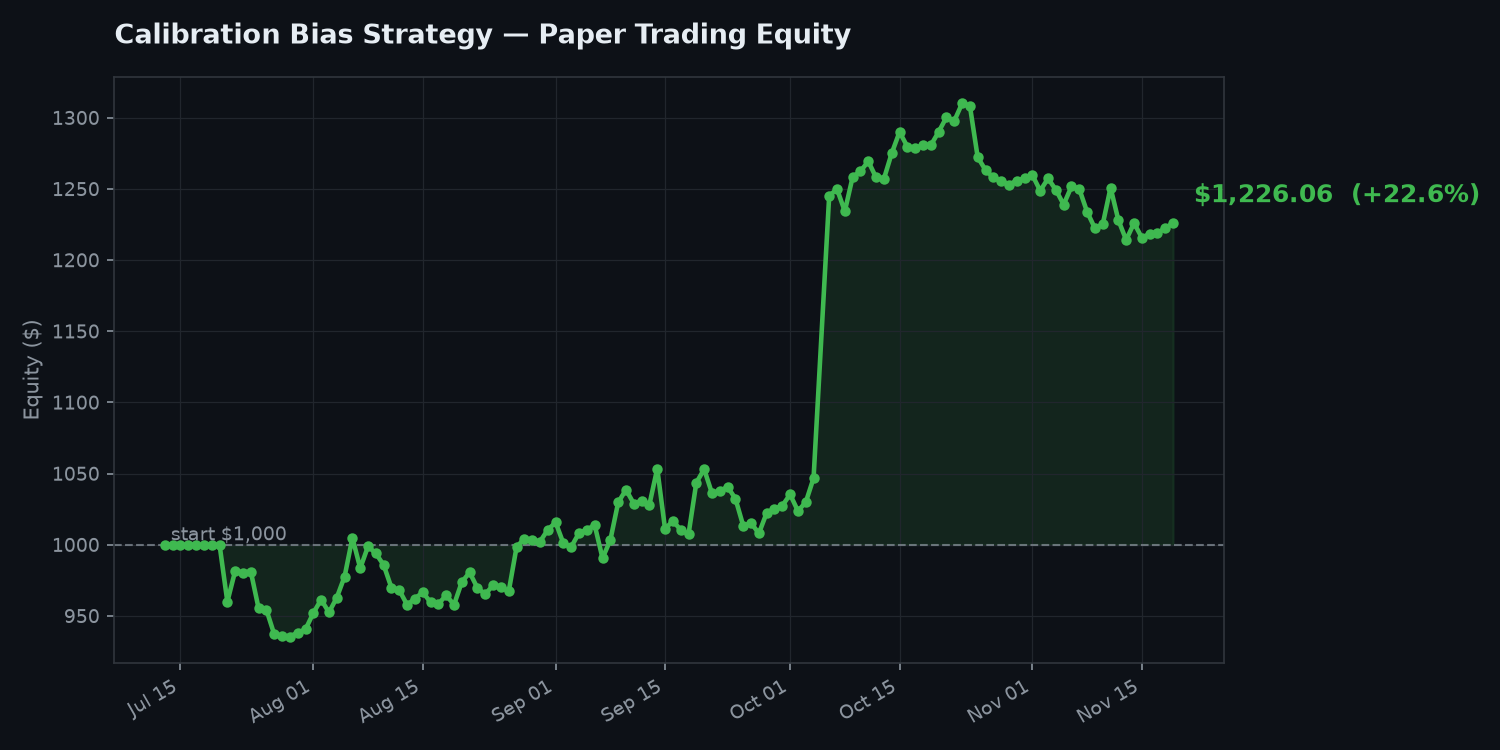 Calibration Bias Strategy — Paper Trading Equity
1300
1250
$1,226.06 (+22.6%)
1200
1150
1100
1050
1000
950
Equity ($)
start $1,000
Jul 15
Aug 01
Aug 15
Sep 01
Sep 15
Oct 01
Oct 15
Nov 01
Nov 15